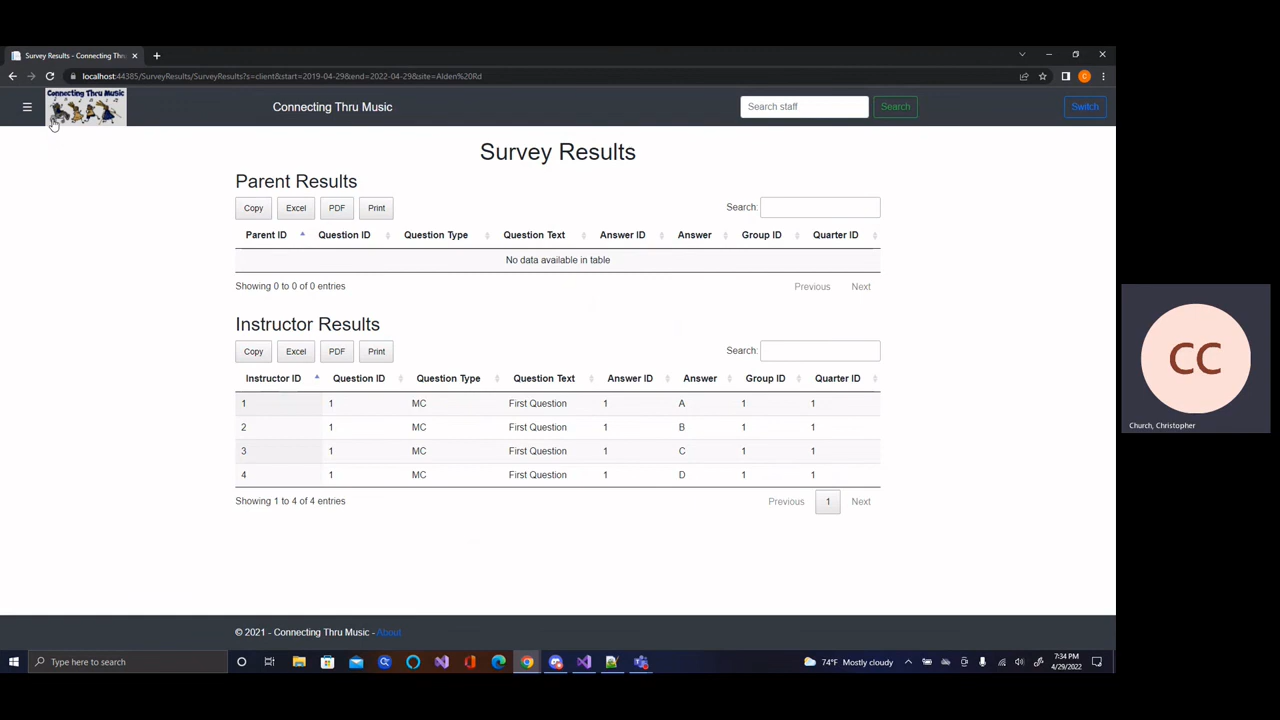 Survey Results - Connecting Thru
localhost:44385/SurveyResults/SurveyResults?s=client&start=2019-04-29&end=2022-04-29&site=Alden%20Rd
C
Connecting Thru Music
Connecting Thru Music
Search staff
Search
Switch
Survey Results
Parent Results
Copy Excel PDF Print Search:
Parent ID Question ID Question Type Question Text Answer ID Answer Group ID Quarter ID
No data available in table
Showing 0 to 0 of 0 entries Previous Next
Instructor Results
Copy Excel PDF Print Search:
Instructor ID Question ID Question Type Question Text Answer ID Answer Group ID Quarter ID
1 1 MC First Question 1 A 1 1
2 1 MC First Question 1 B 1 1
3 1 MC First Question 1 C 1 1
4 1 MC First Question 1 D 1 1
Showing 1 to 4 of 4 entries Previous 1 Next
CC
Church, Christopher
© 2021 - Connecting Thru Music - About
Type here to search
74°F Mostly cloudy
7:34 PM
4/29/2022